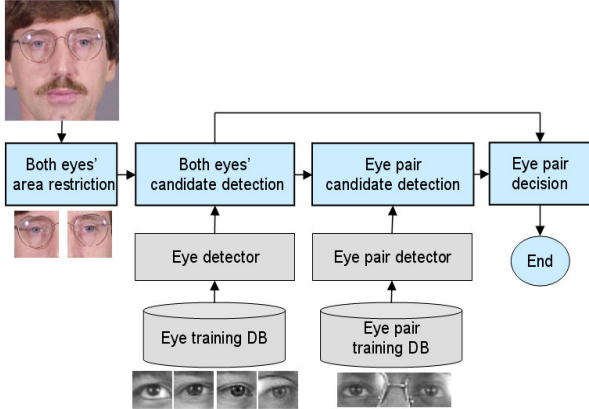 Both eyes'
area restriction
Both eyes'
candidate detection
Eye pair
candidate detection
Eye pair
decision
Eye detector
Eye pair detector
End
Eye training DB
Eye pair
training DB